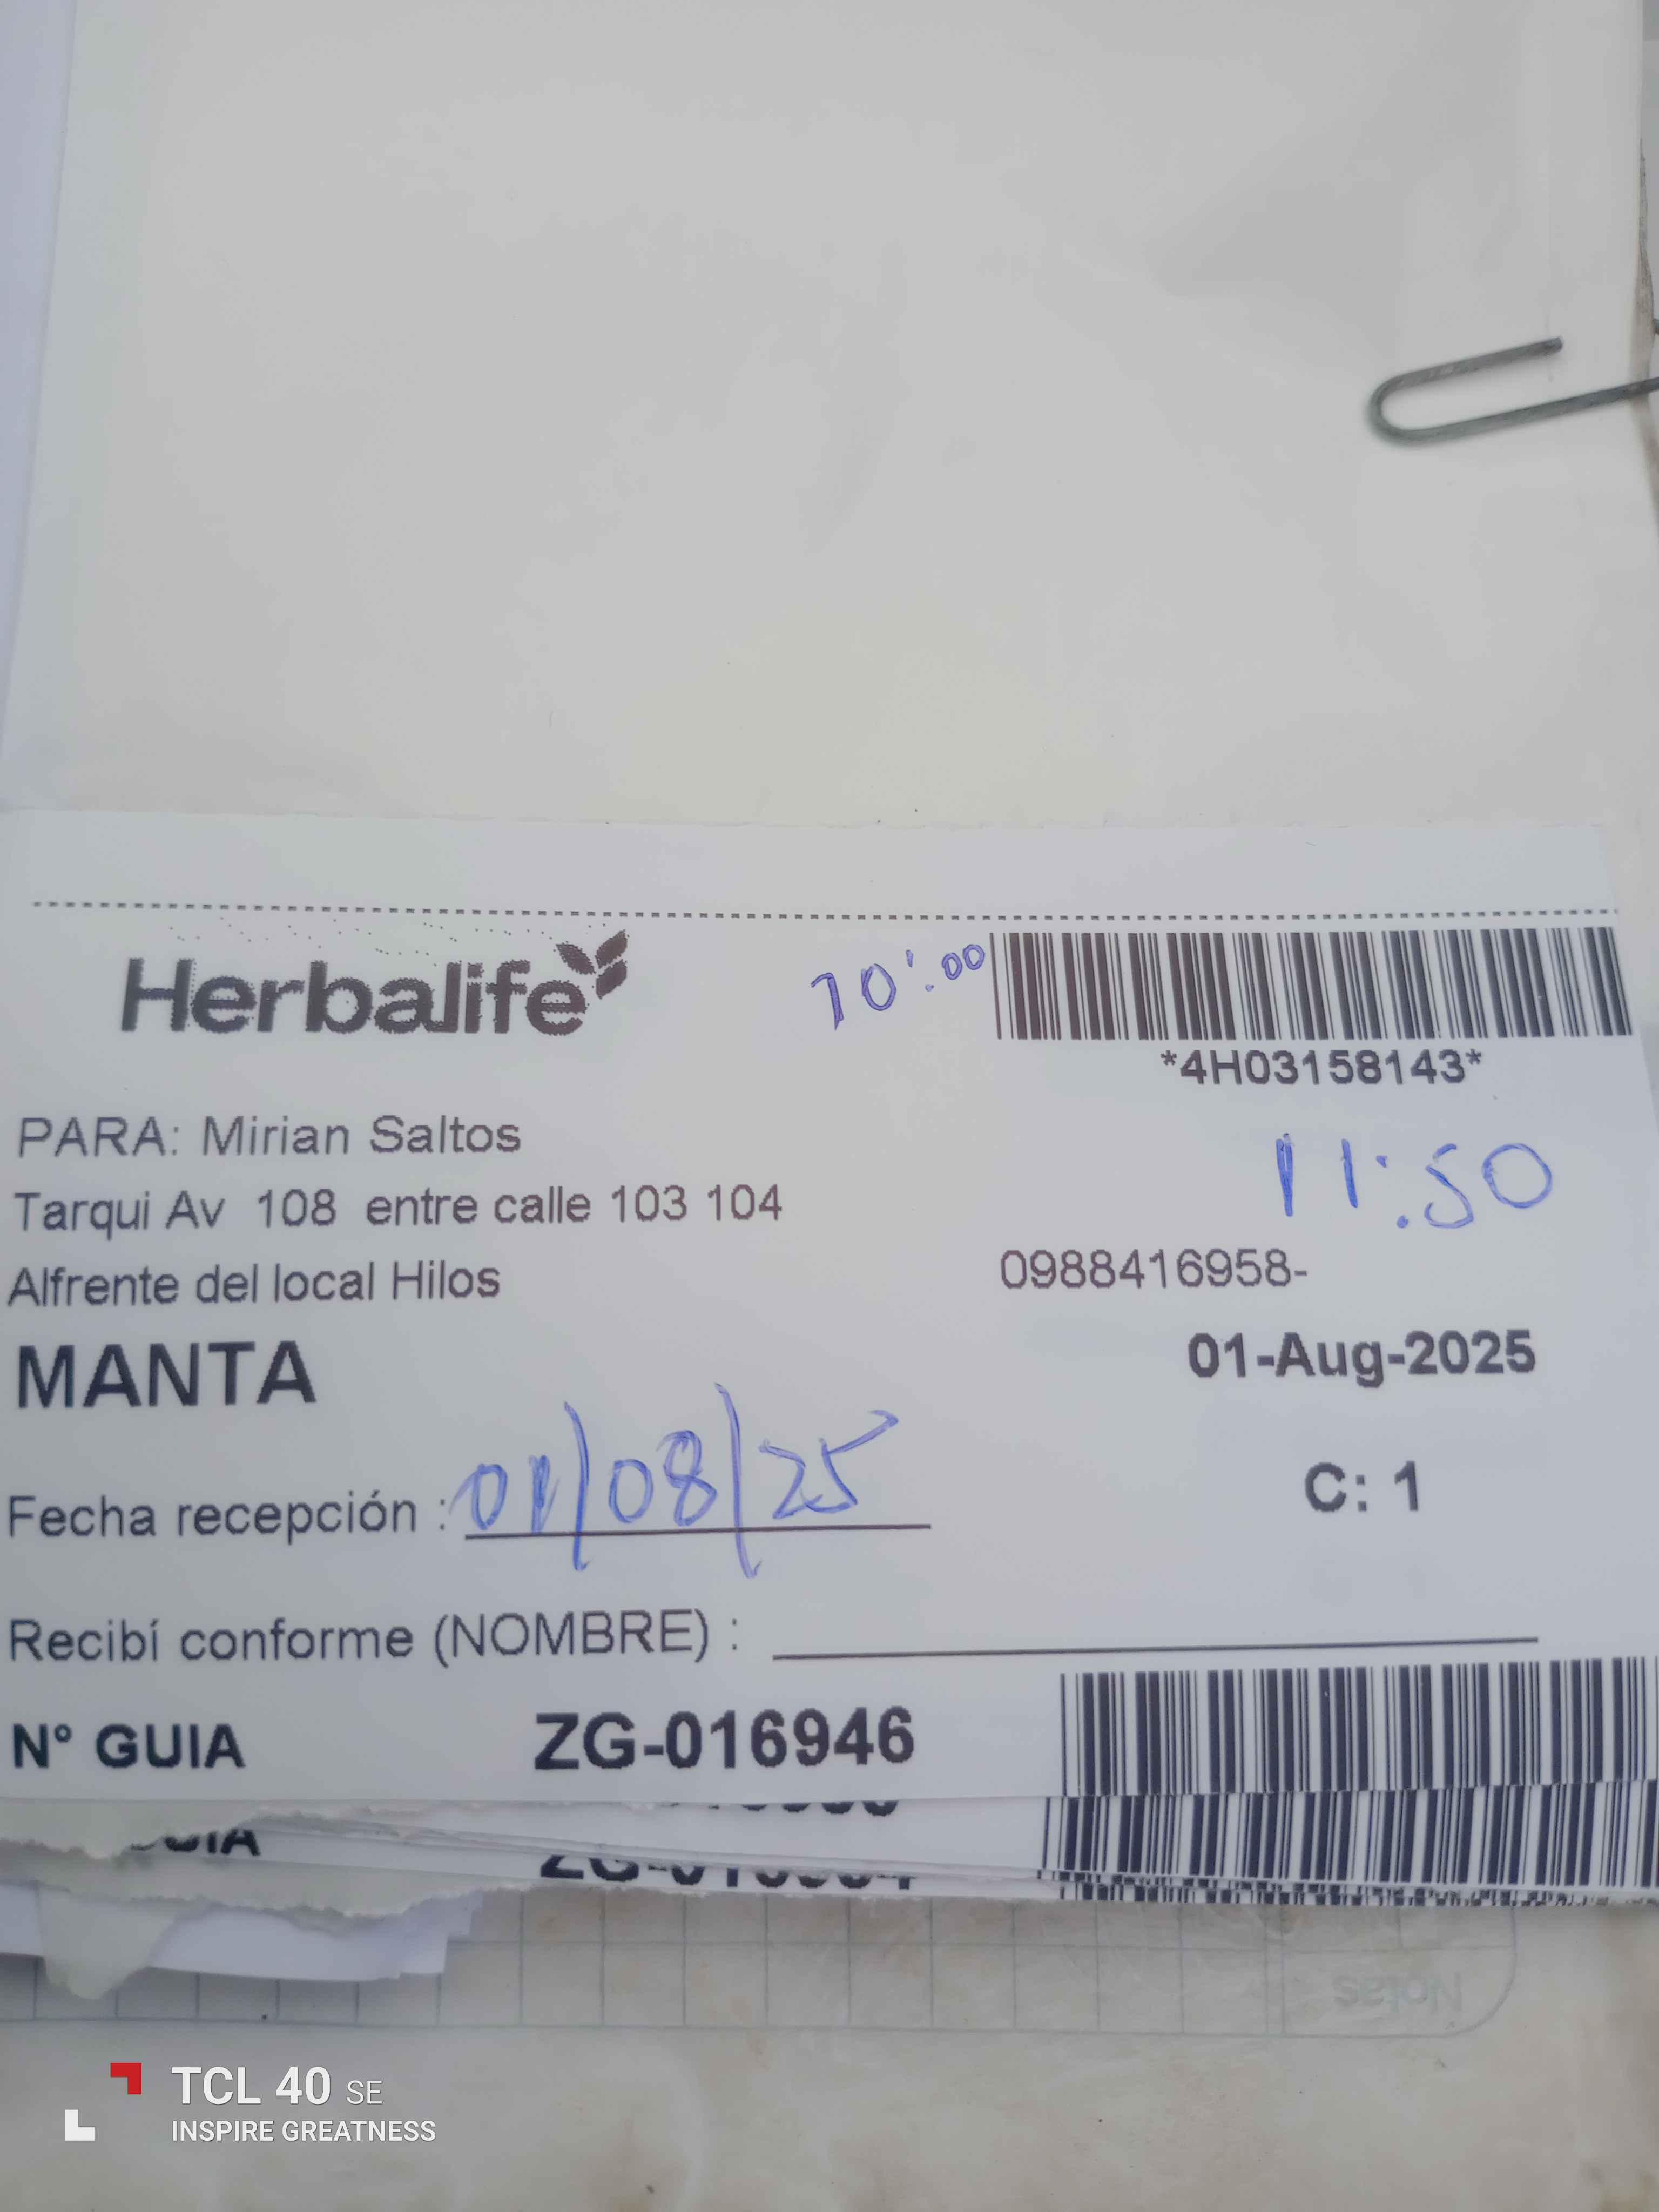 Herbalife
10:00
*4H03158143*
PARA: Mirian Saltos
11:50
Tarqui Av 108 entre calle 103 104
Alfrente del local Hilos
0988416958-
MANTA
01-Aug-2025
Fecha recepción : 01/08/25
C: 1
Recibí conforme (NOMBRE) :
N° GUIA ZG-016946
GUIA
Notas
TCL 40 SE
INSPIRE GREATNESS